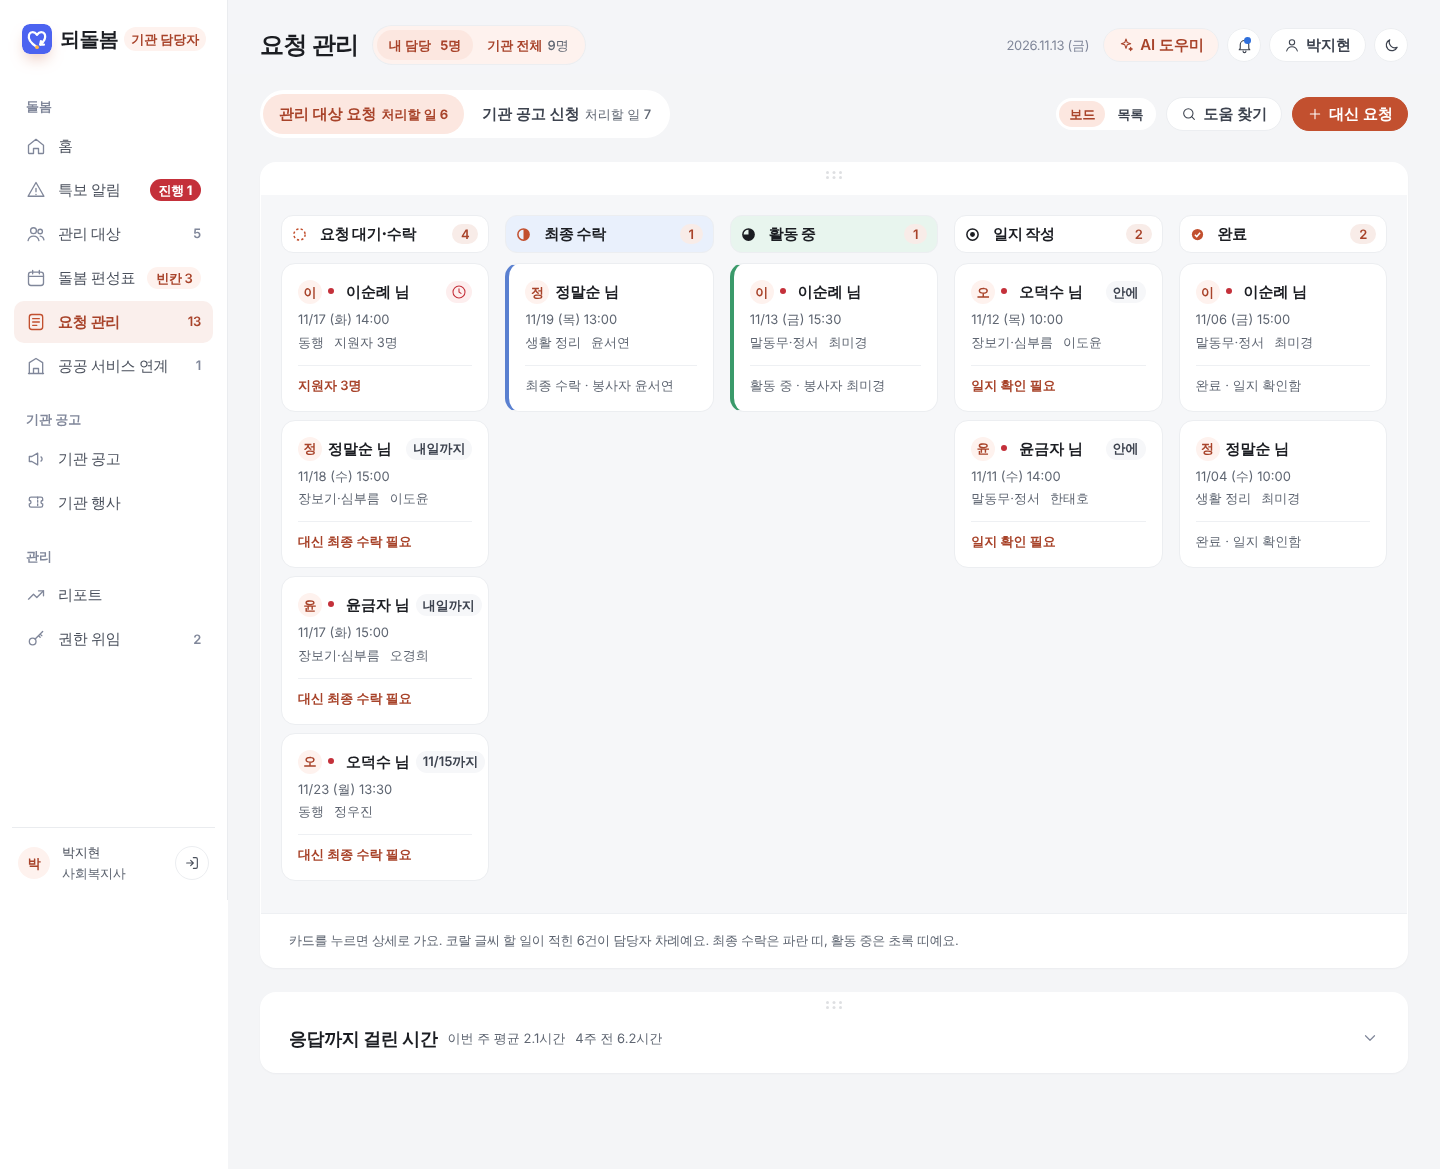 되돌봄 기관 담당자
돌봄
홈
특보 알림 진행 1
관리 대상 5
돌봄 편성표 빈칸 3
요청 관리 13
공공 서비스 연계 1
기관 공고
기관 공고
기관 행사
관리
리포트
권한 위임 2
박 박지현
사회복지사
요청 관리 내 담당 5명 기관 전체 9명
2026.11.13 (금) AI 도우미 박지현
관리 대상 요청 처리할 일 6 기관 공고 신청 처리할 일 7
보드 목록 도움 찾기 + 대신 요청
요청 대기·수락 4
이 이순례 님
11/17 (화) 14:00
동행 지원자 3명
지원자 3명
정 정말순 님 내일까지
11/18 (수) 15:00
장보기·심부름 이도윤
대신 최종 수락 필요
윤 윤금자 님 내일까지
11/17 (화) 15:00
장보기·심부름 오경희
대신 최종 수락 필요
오 오덕수 님 11/15까지
11/23 (월) 13:30
동행 정우진
대신 최종 수락 필요
최종 수락 1
정 정말순 님
11/19 (목) 13:00
생활 정리 윤서연
최종 수락 · 봉사자 윤서연
활동 중 1
이 이순례 님
11/13 (금) 15:30
말동무·정서 최미경
활동 중 · 봉사자 최미경
일지 작성 2
오 오덕수 님 안에
11/12 (목) 10:00
장보기·심부름 이도윤
일지 확인 필요
윤 윤금자 님 안에
11/11 (수) 14:00
말동무·정서 한태호
일지 확인 필요
완료 2
이 이순례 님
11/06 (금) 15:00
말동무·정서 최미경
완료 · 일지 확인함
정 정말순 님
11/04 (수) 10:00
생활 정리 최미경
완료 · 일지 확인함
카드를 누르면 상세로 가요. 코랄 글씨 할 일이 적힌 6건이 담당자 차례예요. 최종 수락은 파란 띠, 활동 중은 초록 띠예요.
응답까지 걸린 시간 이번 주 평균 2.1시간 4주 전 6.2시간